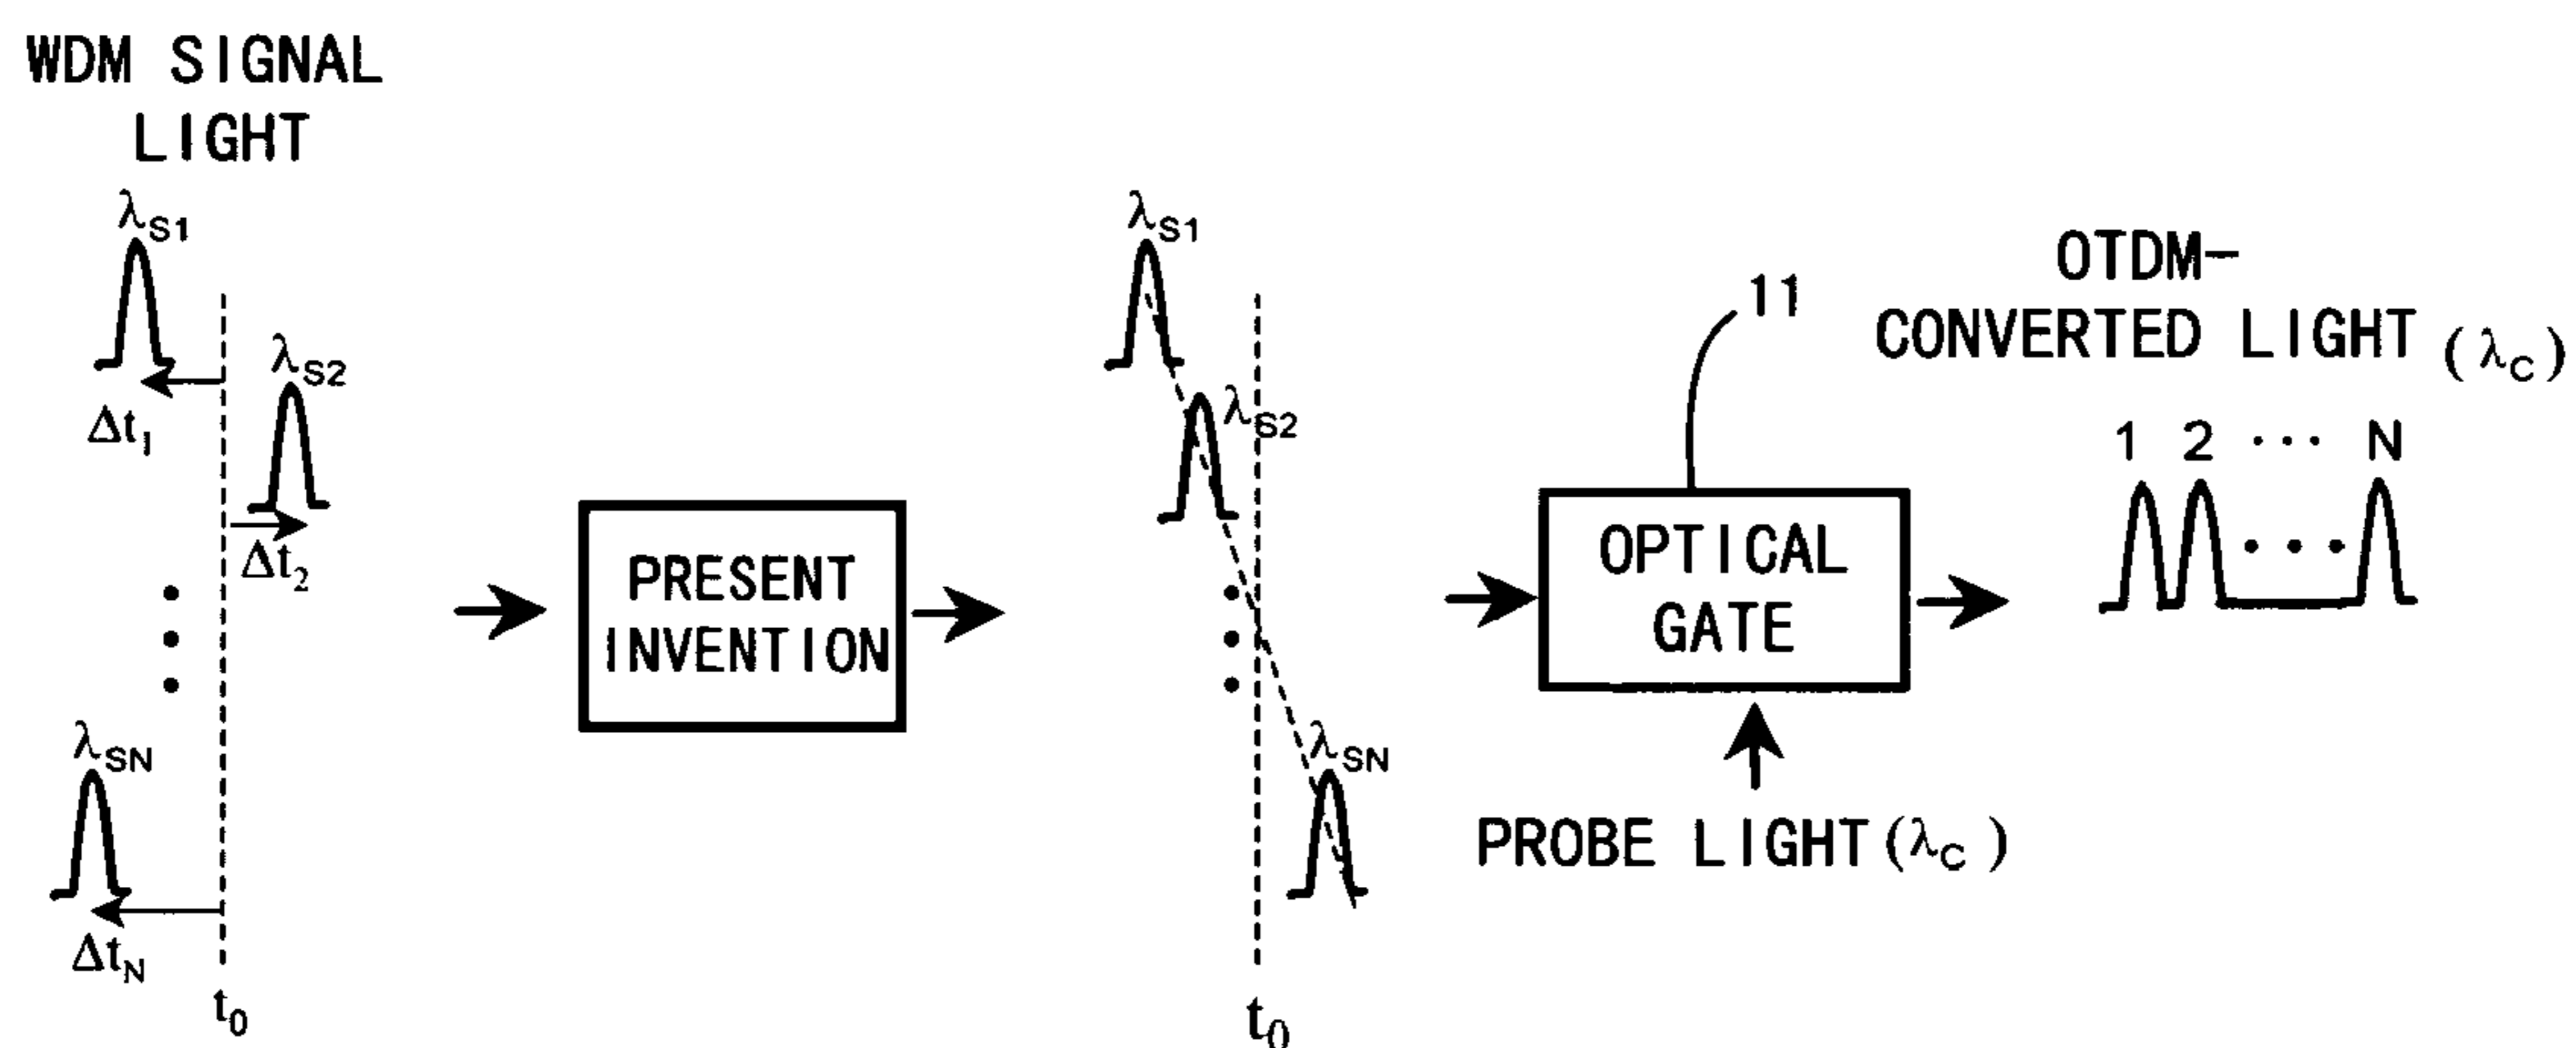 WDM SIGNAL
LIGHT
λS1
Δt1
λS2
Δt2
λSN
ΔtN
t0
PRESENT
INVENTION
λS1
λS2
λSN
t0
11
OPTICAL
GATE
PROBE LIGHT (λC)
OTDM-
CONVERTED LIGHT (λC)
1 2 ··· N